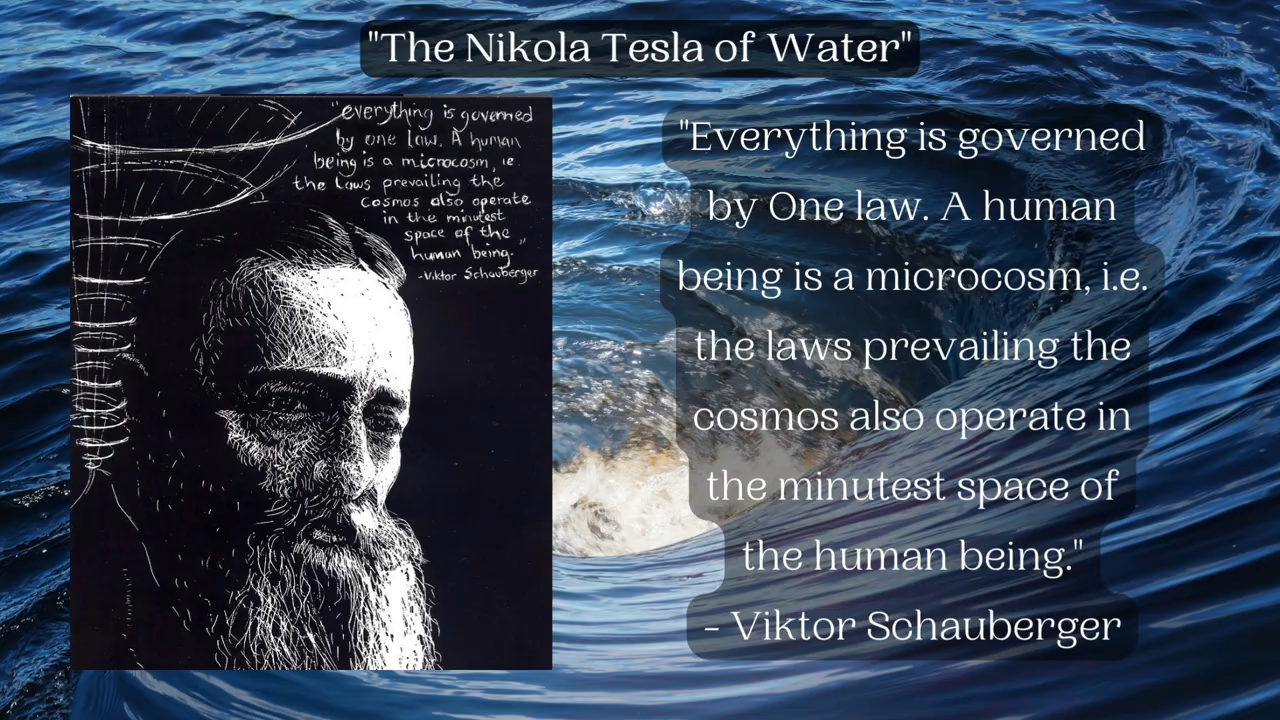 "The Nikola Tesla of Water"
"everything is governed
by one law. A human
being is a microcosm, ie.
the laws prevailing the
cosmos also operate
in the minutest
space of the
human being."
-Viktor Schauberger
"Everything is governed
by One law. A human
being is a microcosm, i.e.
the laws prevailing the
cosmos also operate in
the minutest space of
the human being."
- Viktor Schauberger